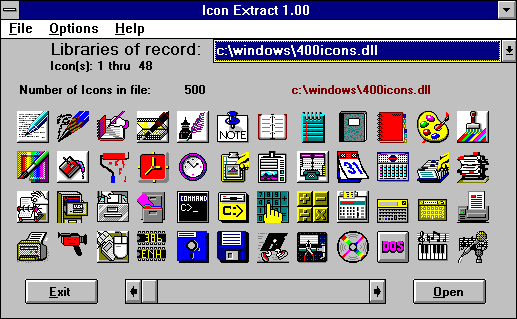 Icon Extract 1.00
File Options Help
Libraries of record: c:\windows\400icons.dll
Icon(s): 1 thru 48
Number of Icons in file: 500 c:\windows\400icons.dll
NOTE
31
COMMAND
C:>
DOS
Exit Open